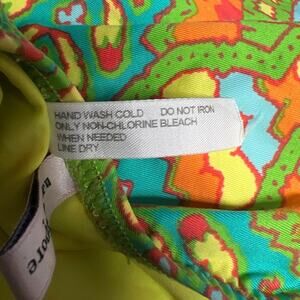 HAND WASH COLD DO NOT IRON
ONLY NON-CHLORINE BLEACH
WHEN NEEDED
LINE DRY